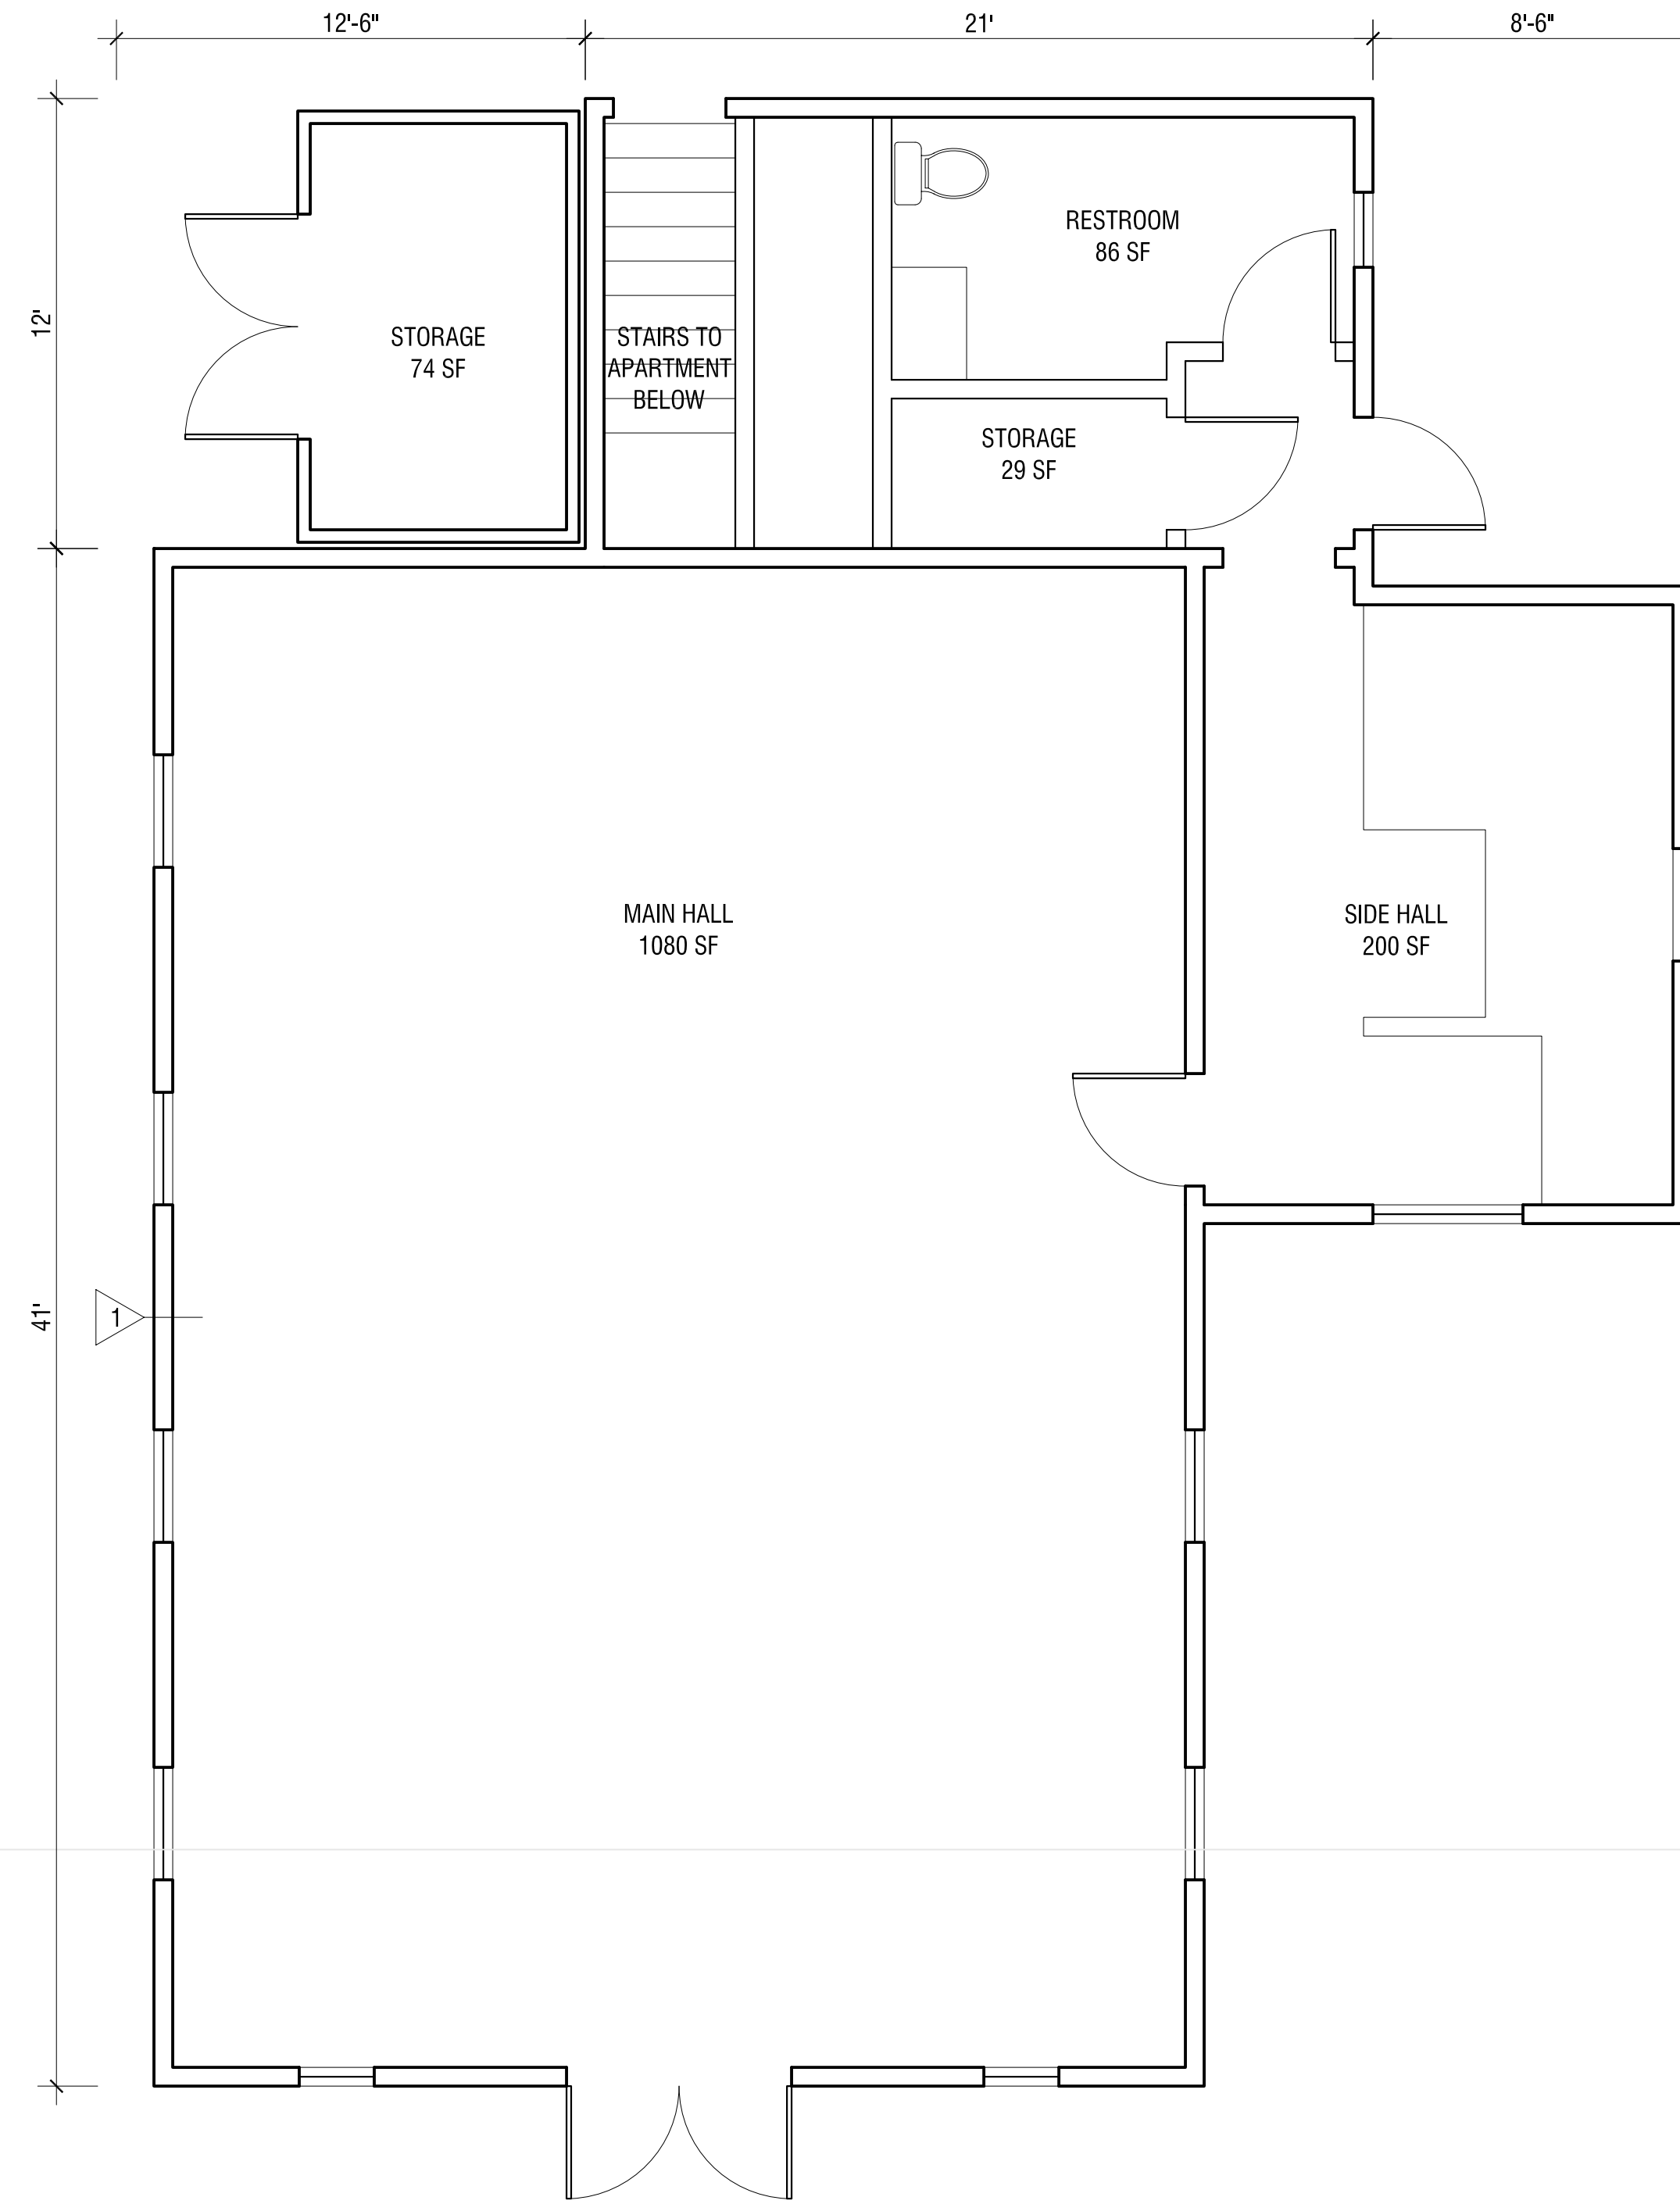 12'-6"
21'
8'-6"
12'
STORAGE
74 SF
STAIRS TO
APARTMENT
BELOW
RESTROOM
86 SF
STORAGE
29 SF
MAIN HALL
1080 SF
SIDE HALL
200 SF
41'
1